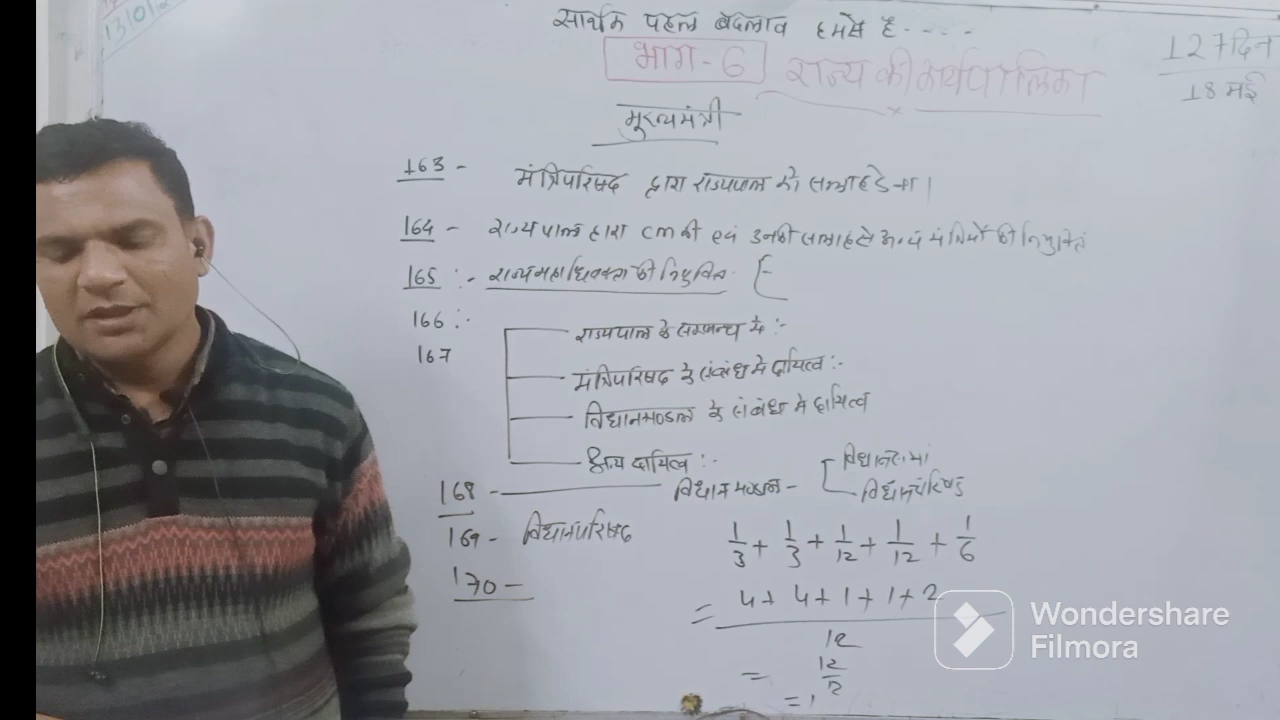 सार्थक पहल बदलाव हमसे है----
127 दिन
18 मई
भाग-6 राज्य की कार्यपालिका
मुख्यमंत्री
163 - मंत्रिपरिषद द्वारा राज्यपाल को सलाह देना।
164 - राज्यपाल द्वारा CM की एवं उनकी सलाह से अन्य मंत्रियों की नियुक्ति
165 :- राज्य महाधिवक्ता की नियुक्ति
166 :-
167
राज्यपाल के सम्बन्ध में :-
मंत्रिपरिषद के संबंध में दायित्व :-
विधानमण्डल के संबंध में दायित्व
अन्य दायित्व :-
168 - विधानमण्डल - विधानसभा
विधानपरिषद
169 - विधानपरिषद
170 -
1/3 + 1/3 + 1/12 + 1/12 + 1/6
= 4+4+1+1+2
12
= 12/12
= 1
Wondershare
Filmora